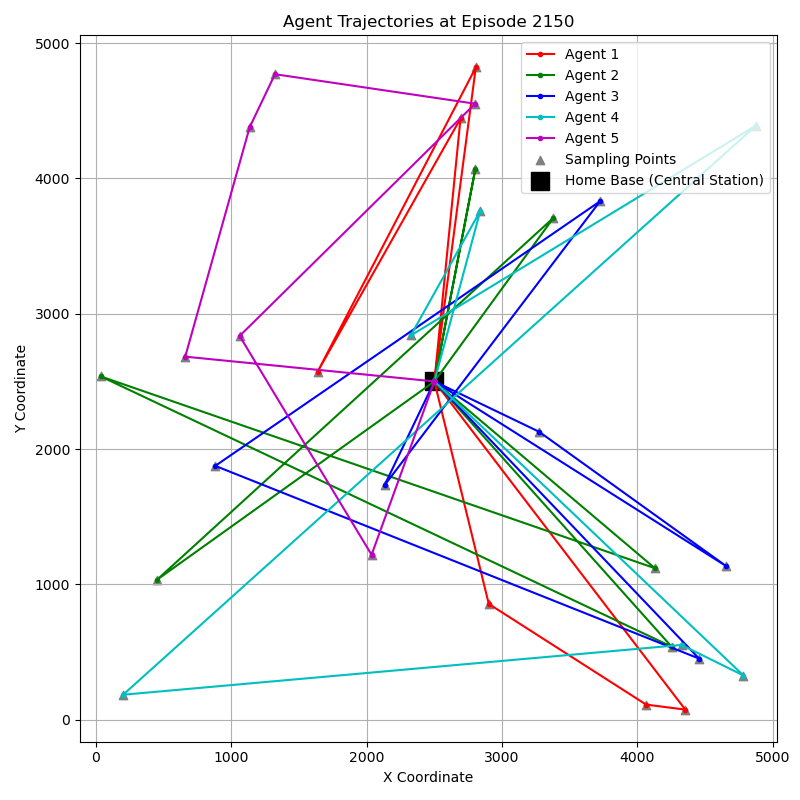 Agent Trajectories at Episode 2150
Agent 1
Agent 2
Agent 3
Agent 4
Agent 5
Sampling Points
Home Base (Central Station)
Y Coordinate
5000
4000
3000
2000
1000
0
0 1000 2000 3000 4000 5000
X Coordinate